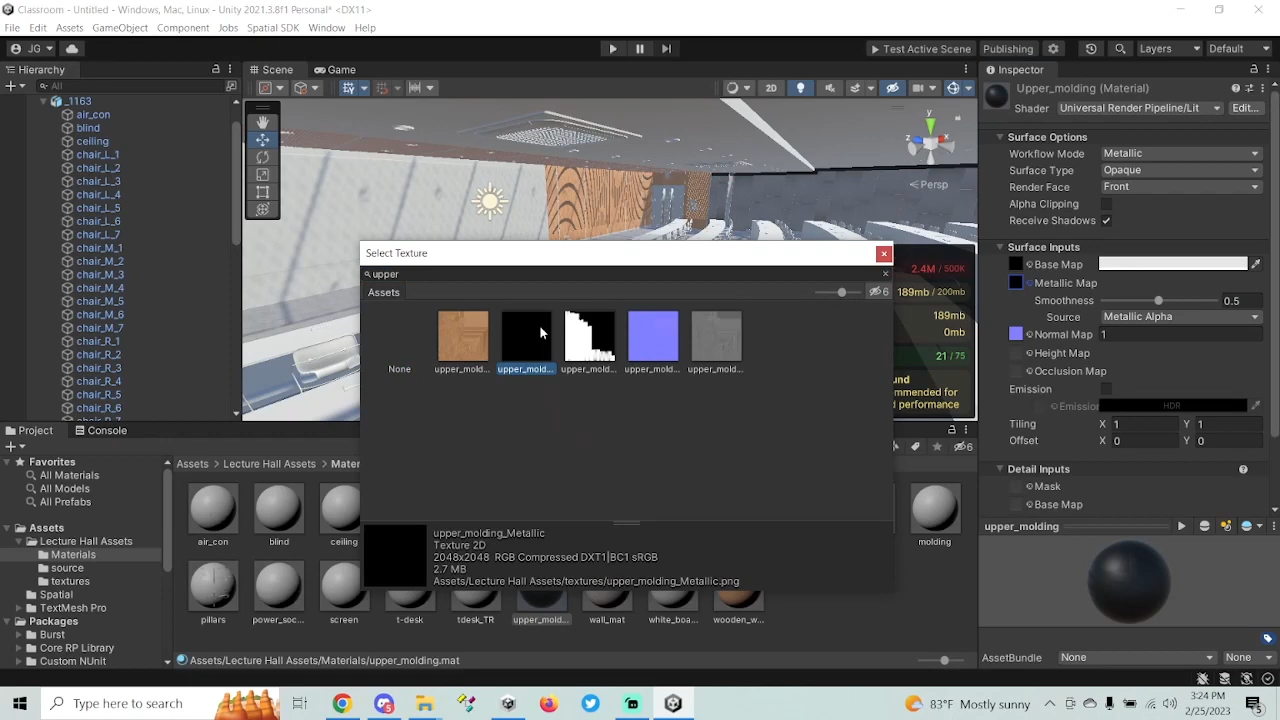 Classroom - Untitled - Windows, Mac, Linux - Unity 2021.3.8f1 Personal* <DX11>
File Edit Assets GameObject Component Jobs Spatial SDK Window Help
JG
Test Active Scene Publishing Layers Default
Hierarchy
All
_1163
air_con
blind
ceiling
chair_L_1
chair_L_2
chair_L_3
chair_L_4
chair_L_5
chair_L_6
chair_L_7
chair_M_1
chair_M_2
chair_M_3
chair_M_4
chair_M_5
chair_M_6
chair_M_7
chair_R_1
chair_R_2
chair_R_3
chair_R_4
chair_R_5
chair_R_6
Scene Game
2D
y
x
z
Persp
2.4M / 500K
189mb / 200mb
189mb
0mb
21 / 75
Select Texture
upper
Assets
6
None
upper_mold...
upper_mold...
upper_mold...
upper_mold...
upper_mold...
upper_molding_Metallic
Texture 2D
2048x2048 RGB Compressed DXT1|BC1 sRGB
2.7 MB
Assets/Lecture Hall Assets/textures/upper_molding_Metallic.png
Inspector
Upper_molding (Material)
Shader Universal Render Pipeline/Lit Edit...
Surface Options
Workflow Mode Metallic
Surface Type Opaque
Render Face Front
Alpha Clipping
Receive Shadows
Surface Inputs
Base Map
Metallic Map
Smoothness 0.5
Source Metallic Alpha
Normal Map 1
Height Map
Occlusion Map
Emission
HDR
Tiling X 1 Y 1
Offset X 0 Y 0
Detail Inputs
Mask
Base Map
upper_molding
AssetBundle None None
Project Console
6
Favorites
All Materials
All Models
All Prefabs
Assets
Lecture Hall Assets
Materials
source
textures
Spatial
TextMesh Pro
Packages
Burst
Core RP Library
Custom NUnit
Assets > Lecture Hall Assets >
air_con blind ceiling molding
pillars power_soc... screen t-desk tdesk_TR upper_mold... wall_mat white_boa... wooden_w...
Assets/Lecture Hall Assets/Materials/upper_molding.mat
Type here to search
83°F Mostly sunny
3:24 PM
2/25/2023
5